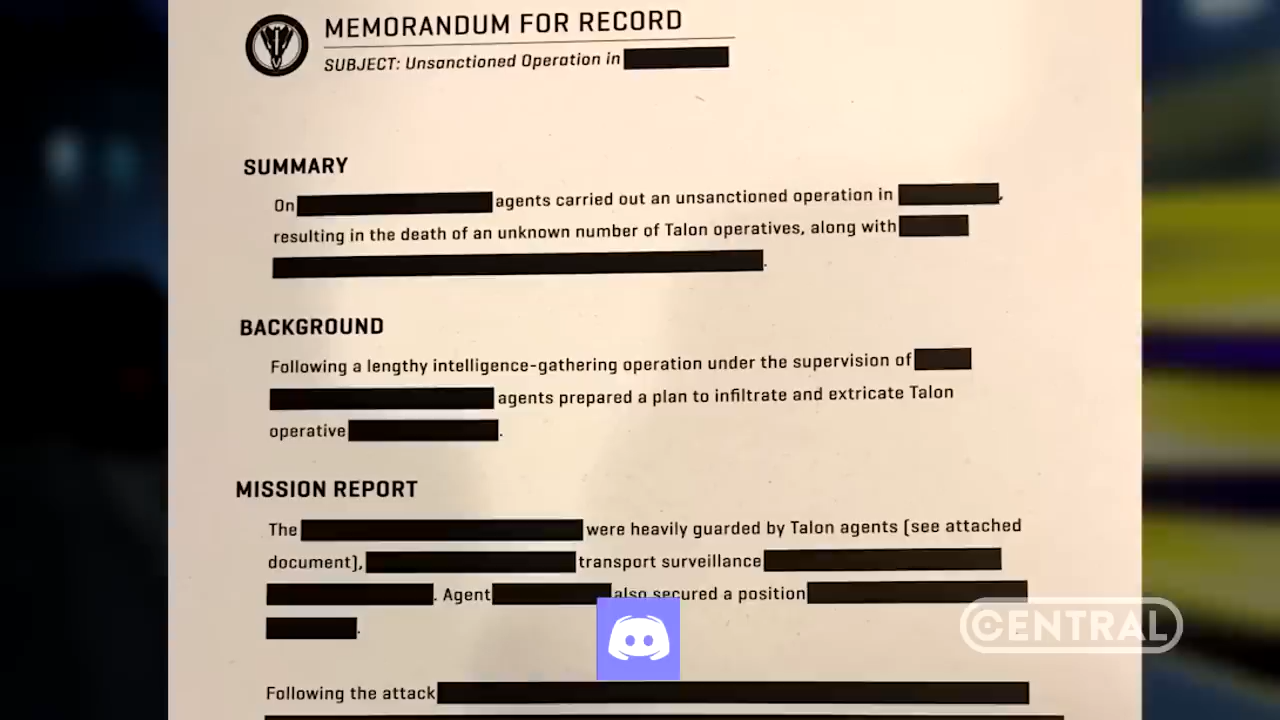 MEMORANDUM FOR RECORD
SUBJECT: Unsanctioned Operation in
SUMMARY
On agents carried out an unsanctioned operation in ,
resulting in the death of an unknown number of Talon operatives, along with
.
BACKGROUND
Following a lengthy intelligence-gathering operation under the supervision of
agents prepared a plan to infiltrate and extricate Talon
operative .
MISSION REPORT
The were heavily guarded by Talon agents (see attached
document), transport surveillance
. Agent also secured a position
.
CENTRAL
Following the attack